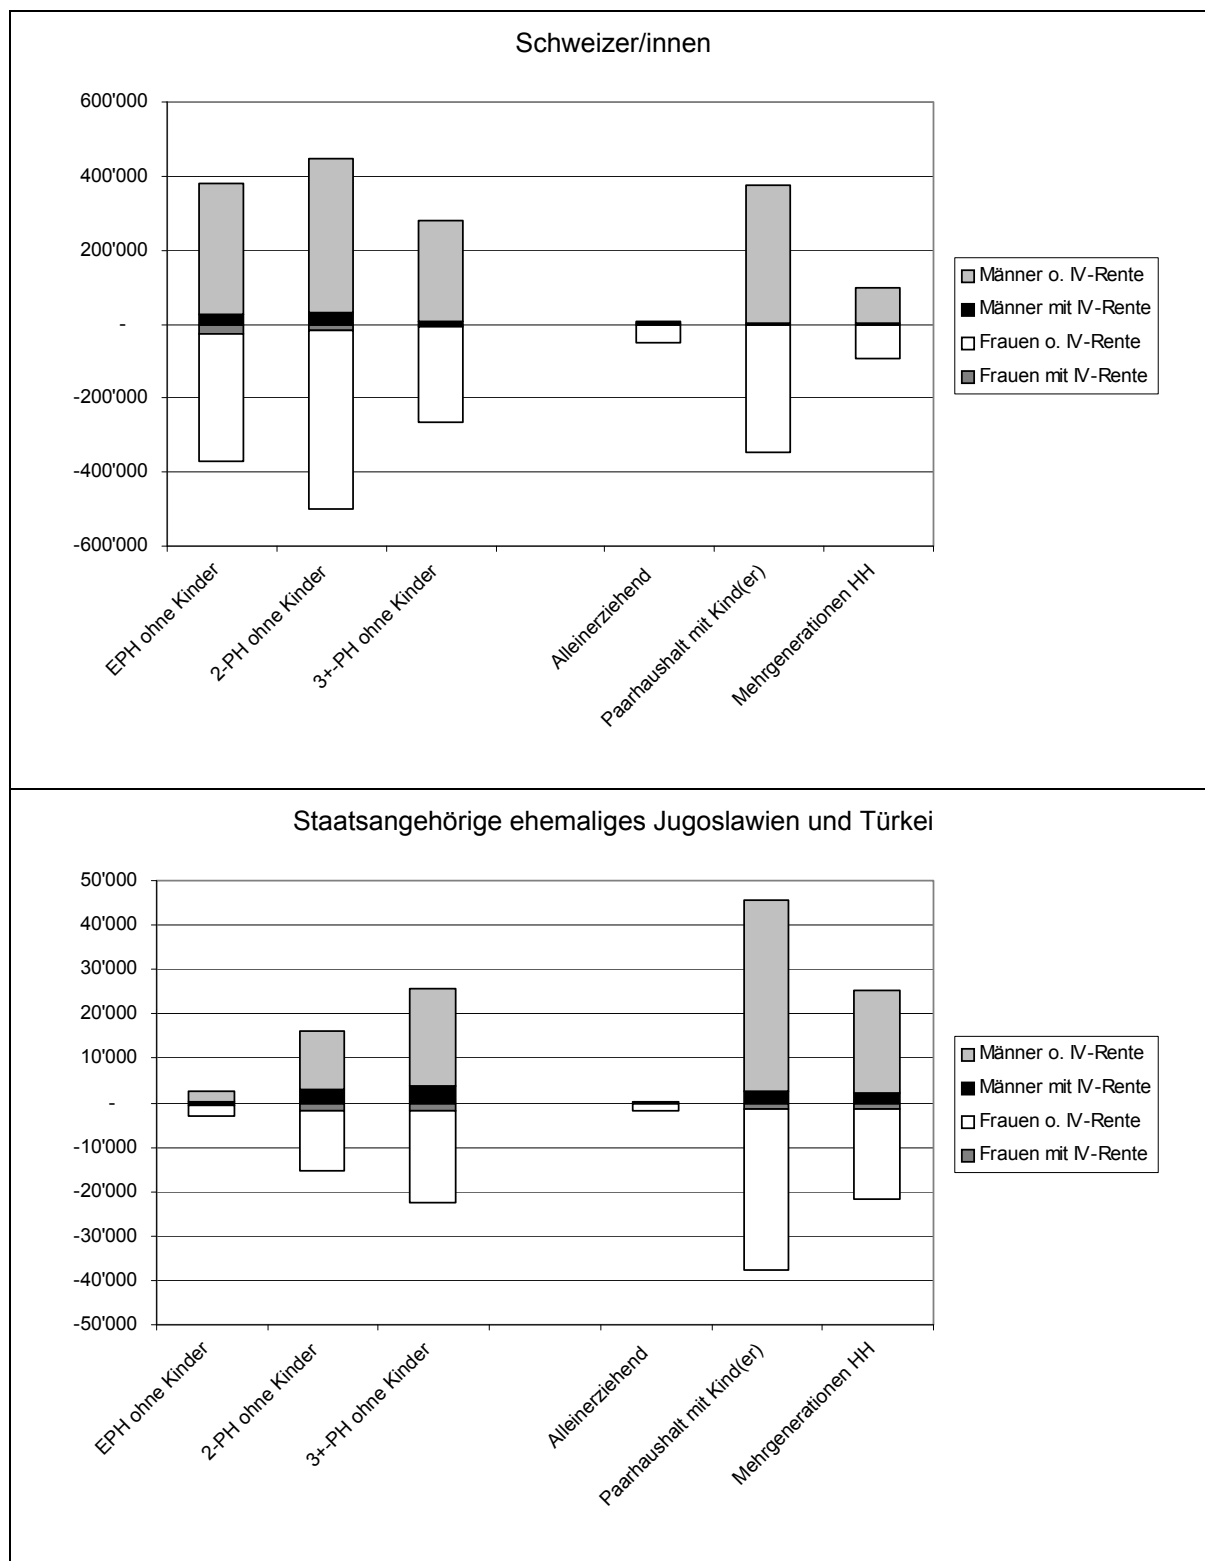 Schweizer/innen
600'000
400'000
200'000
-
-200'000
-400'000
-600'000
EPH ohne Kinder
2-PH ohne Kinder
3+-PH ohne Kinder
Alleinerziehend
Paarhaushalt mit Kind(er)
Mehrgenerationen HH
Männer o. IV-Rente
Männer mit IV-Rente
Frauen o. IV-Rente
Frauen mit IV-Rente
Staatsangehörige ehemaliges Jugoslawien und Türkei
50'000
40'000
30'000
20'000
10'000
-
-10'000
-20'000
-30'000
-40'000
-50'000
EPH ohne Kinder
2-PH ohne Kinder
3+-PH ohne Kinder
Alleinerziehend
Paarhaushalt mit Kind(er)
Mehrgenerationen HH
Männer o. IV-Rente
Männer mit IV-Rente
Frauen o. IV-Rente
Frauen mit IV-Rente